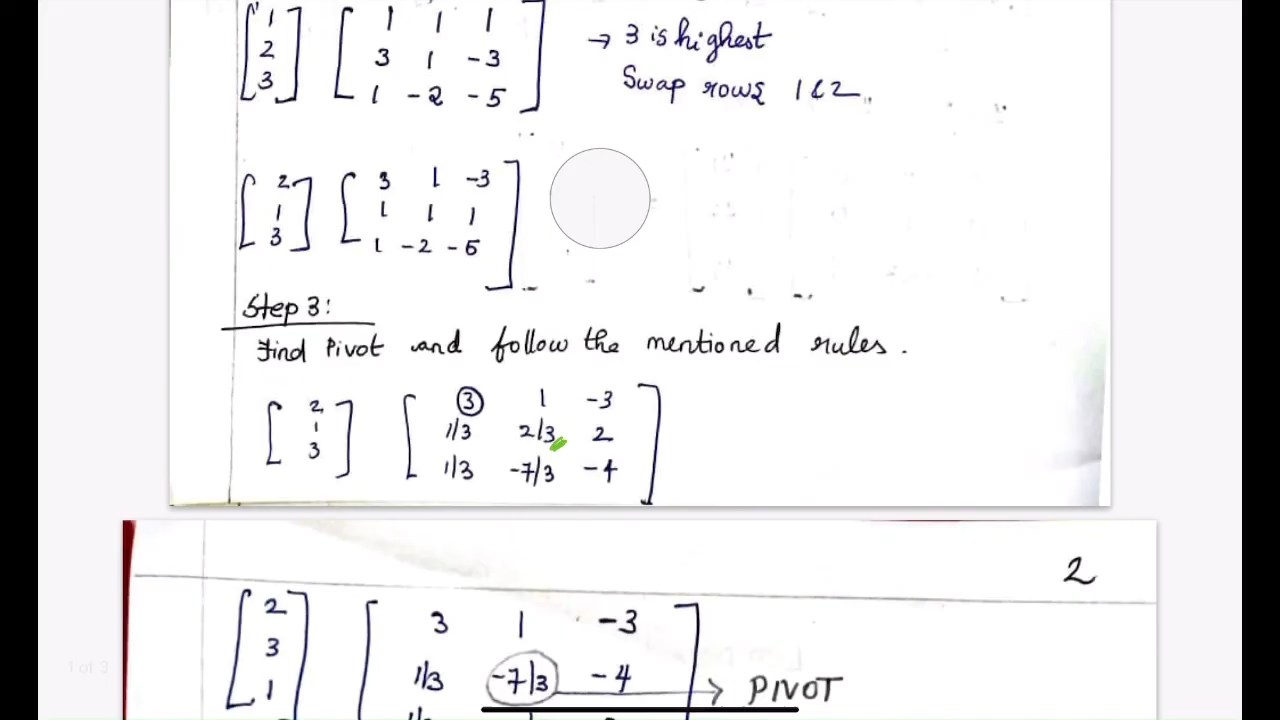 [1 2 3] [1 1 1
3 1 -3
1 -2 -5] → 3 is highest
Swap rows 1 & 2
[2 1 3] [3 1 -3
1 1 1
1 -2 -5]
Step 3:
Find Pivot and follow the mentioned rules.
[2 1 3] [3 1 -3
1/3 2/3 2
1/3 -7/3 -4]
2
[2 3 1] [3 1 -3
1/3 -7/3 -4 → PIVOT
1 of 3